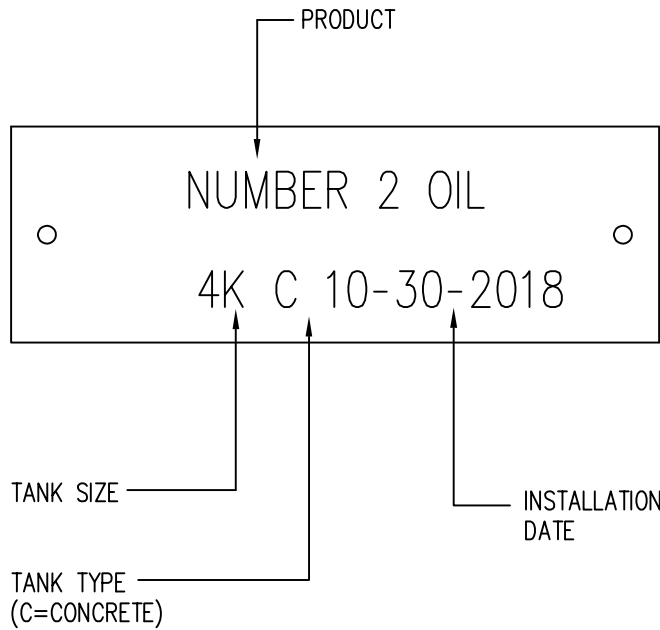 PRODUCT
NUMBER 2 OIL
4K C 10-30-2018
TANK SIZE
INSTALLATION
DATE
TANK TYPE
(C=CONCRETE)